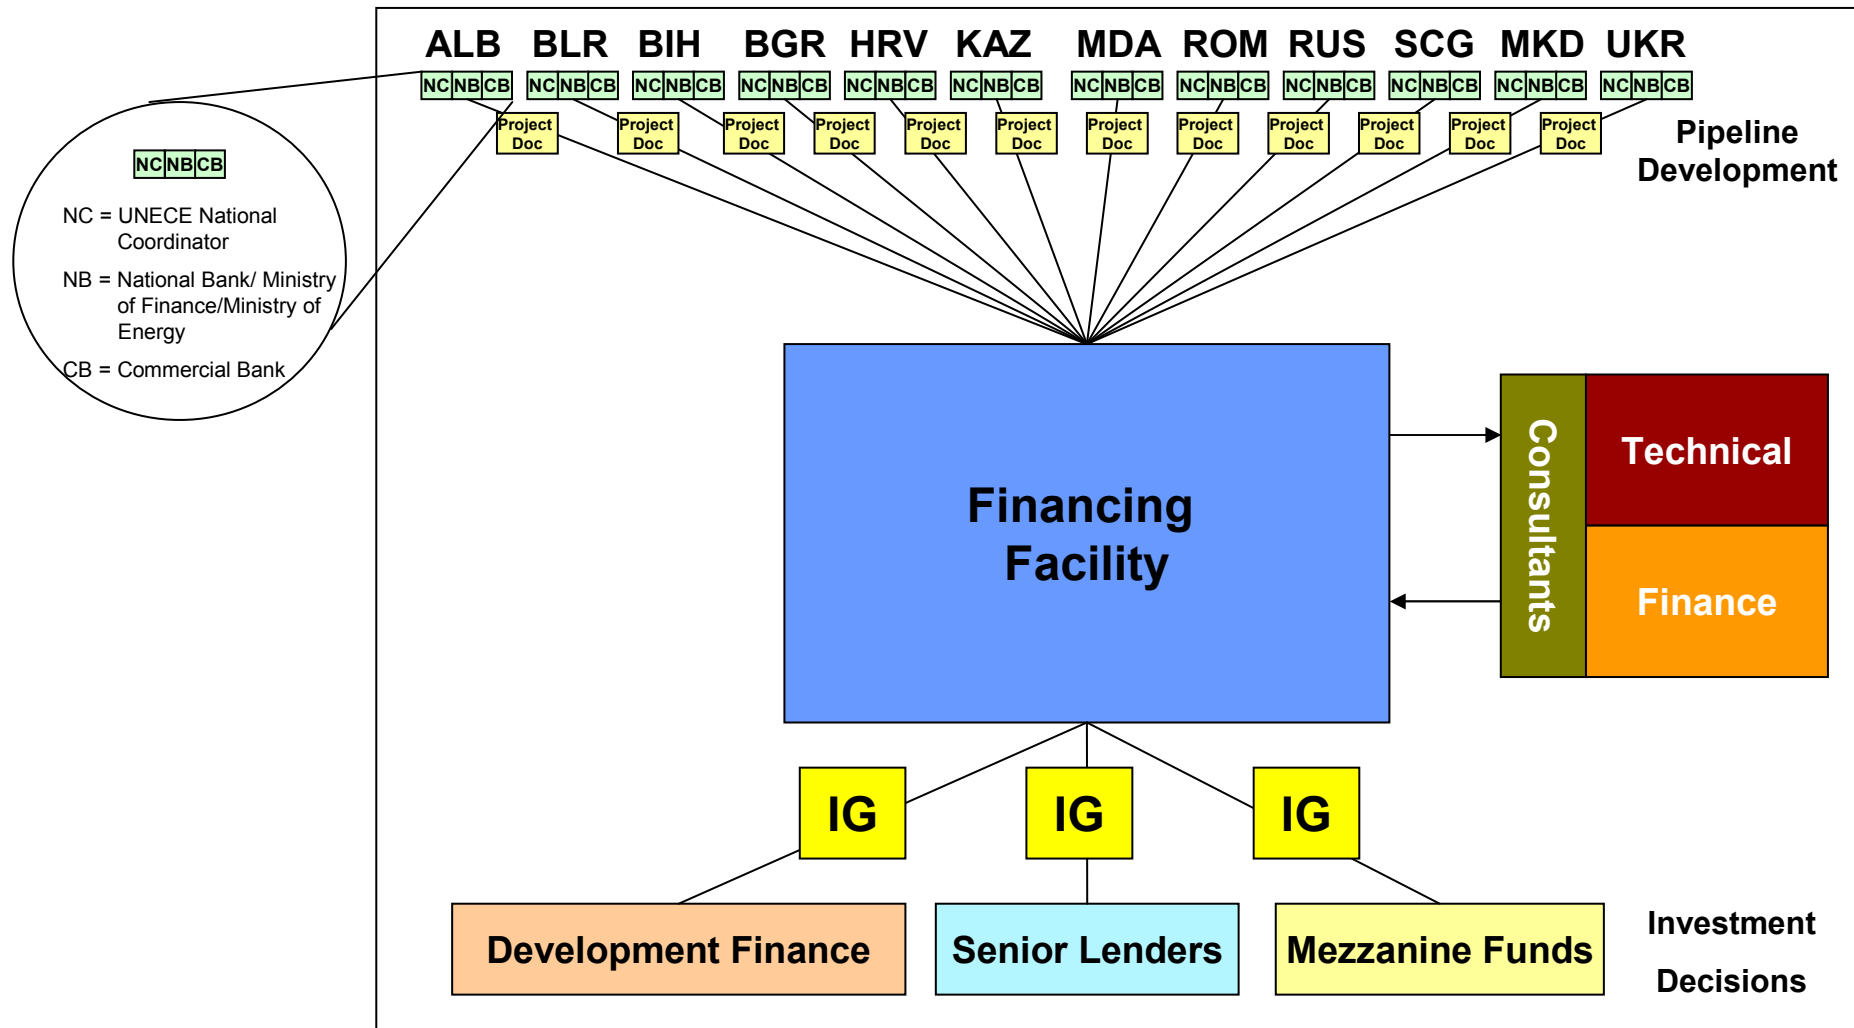 ALB BLR BIH BGR HRV KAZ MDA ROM RUS SCG MKD UKR
NC NB CB NC NB CB NC NB CB NC NB CB NC NB CB NC NB CB NC NB CB NC NB CB NC NB CB NC NB CB NC NB CB NC NB CB
Project Project Project Project Project Project Project Project Project Project Project Project
Doc Doc Doc Doc Doc Doc Doc Doc Doc Doc Doc Doc
Pipeline
Development
NC NB CB
NC = UNECE National
Coordinator
NB = National Bank/ Ministry
of Finance/Ministry of
Energy
CB = Commercial Bank
Financing
Facility
Consultants
Technical
Finance
IG IG IG
Development Finance
Senior Lenders
Mezzanine Funds
Investment
Decisions